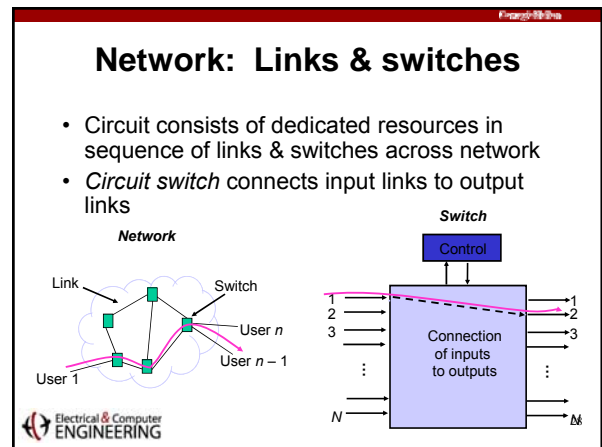 Carnegie Mellon
Network: Links & switches
• Circuit consists of dedicated resources in
sequence of links & switches across network
• Circuit switch connects input links to output
links
Network
Link
Switch
User n
User n – 1
User 1
Switch
Control
1
2
3
⋮
N
Connection
of inputs
to outputs
1
2
3
⋮
N
Electrical & Computer
ENGINEERING